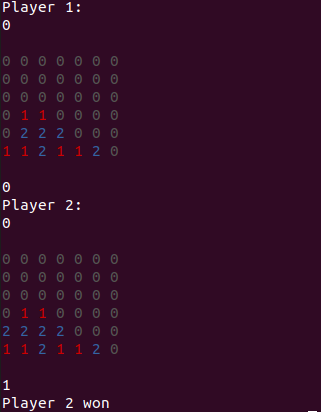 Player 1:
0
0 0 0 0 0 0 0
0 0 0 0 0 0 0
0 0 0 0 0 0 0
0 1 1 0 0 0 0
0 2 2 2 0 0 0
1 1 2 1 1 2 0
0
Player 2:
0
0 0 0 0 0 0 0
0 0 0 0 0 0 0
0 0 0 0 0 0 0
0 1 1 0 0 0 0
2 2 2 2 0 0 0
1 1 2 1 1 2 0
1
Player 2 won